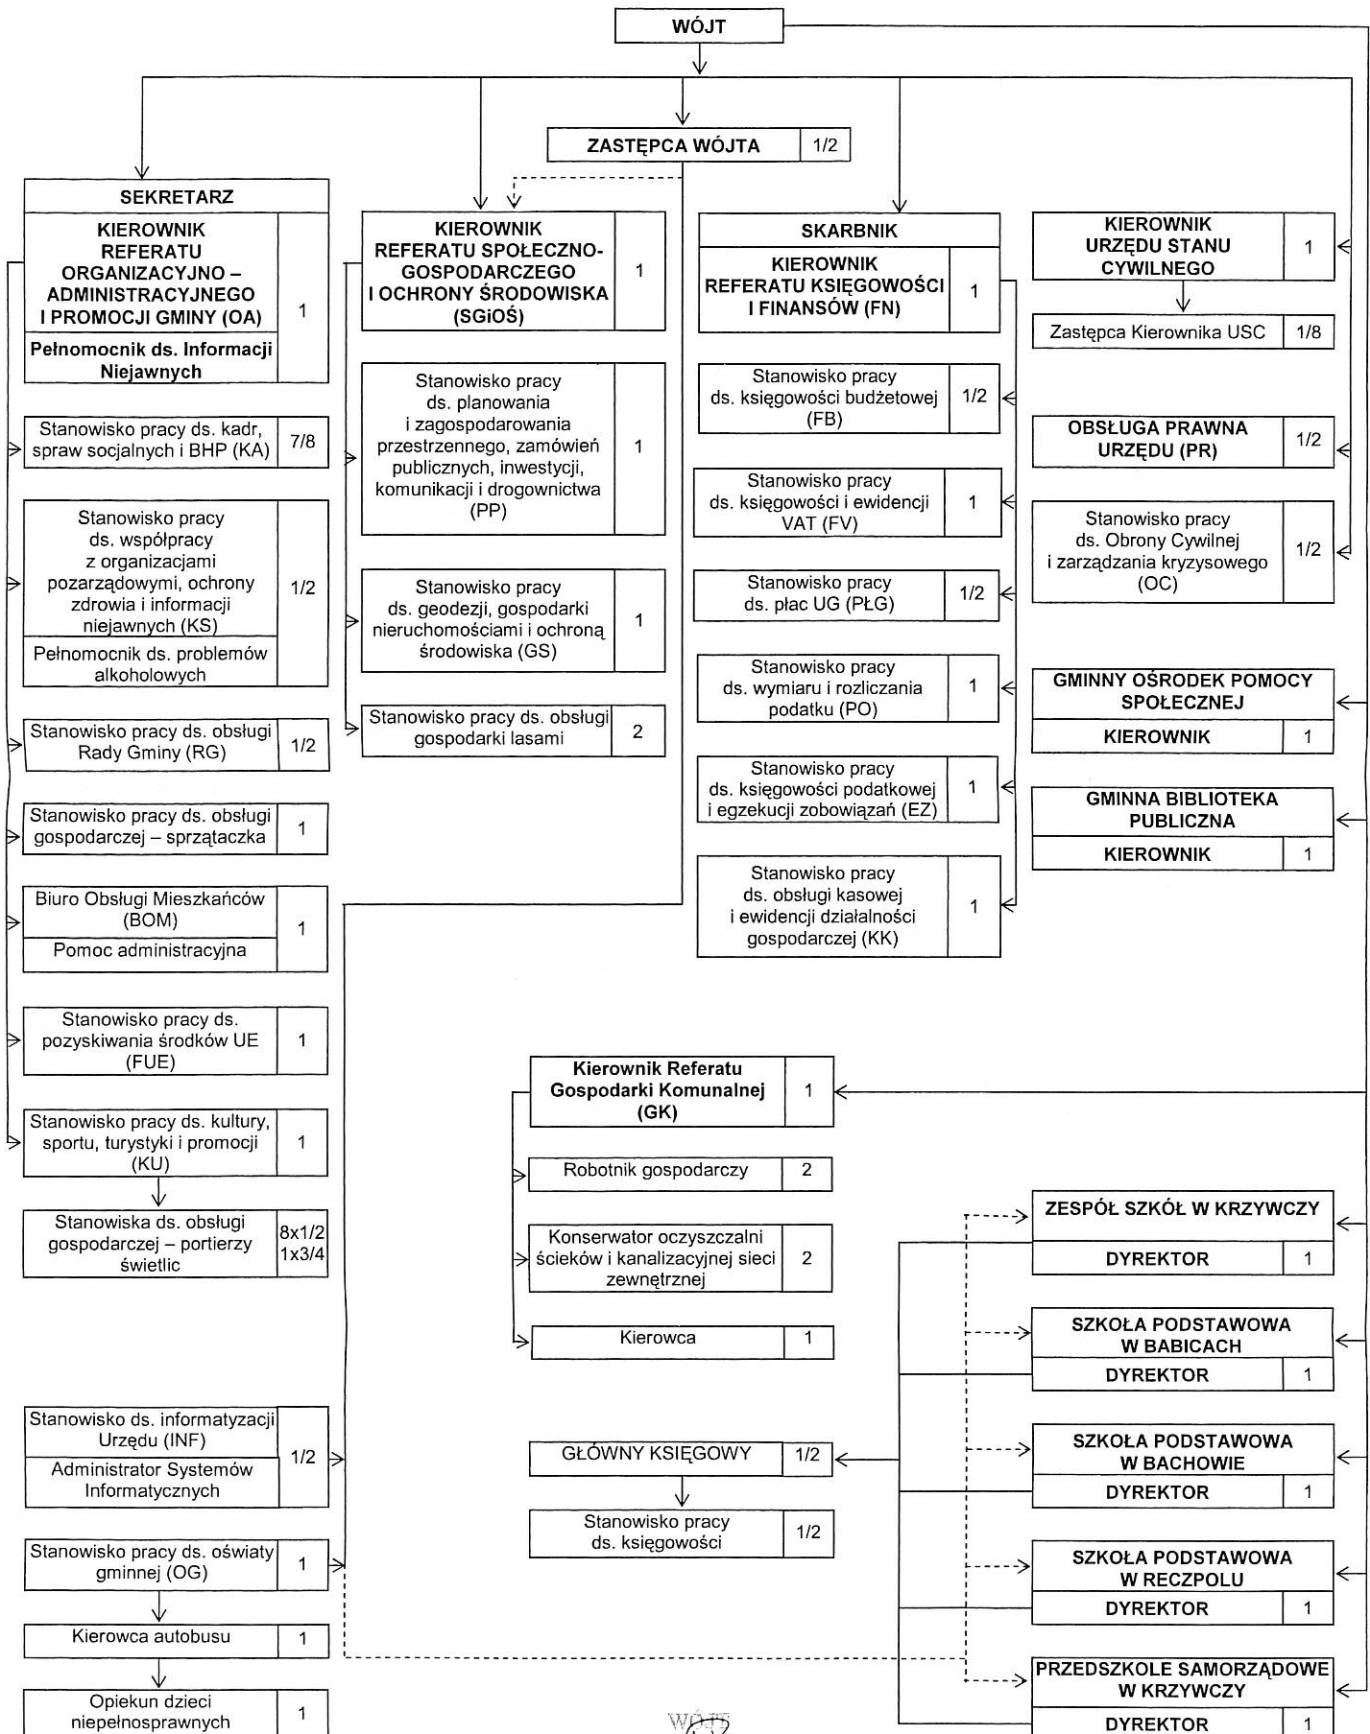 WÓJT
ZASTĘPCA WÓJTA 1/2
SEKRETARZ
KIEROWNIK
REFERATU
ORGANIZACYJNO –
ADMINISTRACYJNEGO
I PROMOCJI GMINY (OA)
1
Pełnomocnik ds. Informacji
Niejawnych
Stanowisko pracy ds. kadr,
spraw socjalnych i BHP (KA)
7/8
Stanowisko pracy
ds. współpracy
z organizacjami
pozarządowymi, ochrony
zdrowia i informacji
niejawnych (KS)
1/2
Pełnomocnik ds. problemów
alkoholowych
Stanowisko pracy ds. obsługi
Rady Gminy (RG)
1/2
Stanowisko pracy ds. obsługi
gospodarczej – sprzątaczka
1
Biuro Obsługi Mieszkańców
(BOM)
1
Pomoc administracyjna
Stanowisko pracy ds.
pozyskiwania środków UE
(FUE)
1
Stanowisko pracy ds. kultury,
sportu, turystyki i promocji
(KU)
1
Stanowiska ds. obsługi
gospodarczej – portierzy
świetlic
8x1/2
1x3/4
Stanowisko ds. informatyzacji
Urzędu (INF)
1/2
Administrator Systemów
Informatycznych
Stanowisko pracy ds. oświaty
gminnej (OG)
1
Kierowca autobusu 1
Opiekun dzieci
niepełnosprawnych
1
KIEROWNIK
REFERATU SPOŁECZNO-
GOSPODARCZEGO
I OCHRONY ŚRODOWISKA
(SGiOŚ)
1
Stanowisko pracy
ds. planowania
i zagospodarowania
przestrzennego, zamówień
publicznych, inwestycji,
komunikacji i drogownictwa
(PP)
1
Stanowisko pracy
ds. geodezji, gospodarki
nieruchomościami i ochroną
środowiska (GS)
1
Stanowisko pracy ds. obsługi
gospodarki lasami
2
SKARBNIK
KIEROWNIK
REFERATU KSIĘGOWOŚCI
I FINANSÓW (FN)
1
Stanowisko pracy
ds. księgowości budżetowej
(FB)
1/2
Stanowisko pracy
ds. księgowości i ewidencji
VAT (FV)
1
Stanowisko pracy
ds. płac UG (PŁG)
1/2
Stanowisko pracy
ds. wymiaru i rozliczania
podatku (PO)
1
Stanowisko pracy
ds. księgowości podatkowej
i egzekucji zobowiązań (EZ)
1
Stanowisko pracy
ds. obsługi kasowej
i ewidencji działalności
gospodarczej (KK)
1
KIEROWNIK
URZĘDU STANU
CYWILNEGO
1
Zastępca Kierownika USC 1/8
OBSŁUGA PRAWNA
URZĘDU (PR)
1/2
Stanowisko pracy
ds. Obrony Cywilnej
i zarządzania kryzysowego
(OC)
1/2
GMINNY OŚRODEK POMOCY
SPOŁECZNEJ
KIEROWNIK 1
GMINNA BIBLIOTEKA
PUBLICZNA
KIEROWNIK 1
Kierownik Referatu
Gospodarki Komunalnej
(GK)
1
Robotnik gospodarczy 2
Konserwator oczyszczalni
ścieków i kanalizacyjnej sieci
zewnętrznej
2
Kierowca 1
GŁÓWNY KSIĘGOWY 1/2
Stanowisko pracy
ds. księgowości
1/2
ZESPÓŁ SZKÓŁ W KRZYWCZY
DYREKTOR 1
SZKOŁA PODSTAWOWA
W BABICACH
DYREKTOR 1
SZKOŁA PODSTAWOWA
W BACHOWIE
DYREKTOR 1
SZKOŁA PODSTAWOWA
W RECZPOLU
DYREKTOR 1
PRZEDSZKOLE SAMORZĄDOWE
W KRZYWCZY
DYREKTOR 1
WÓJT